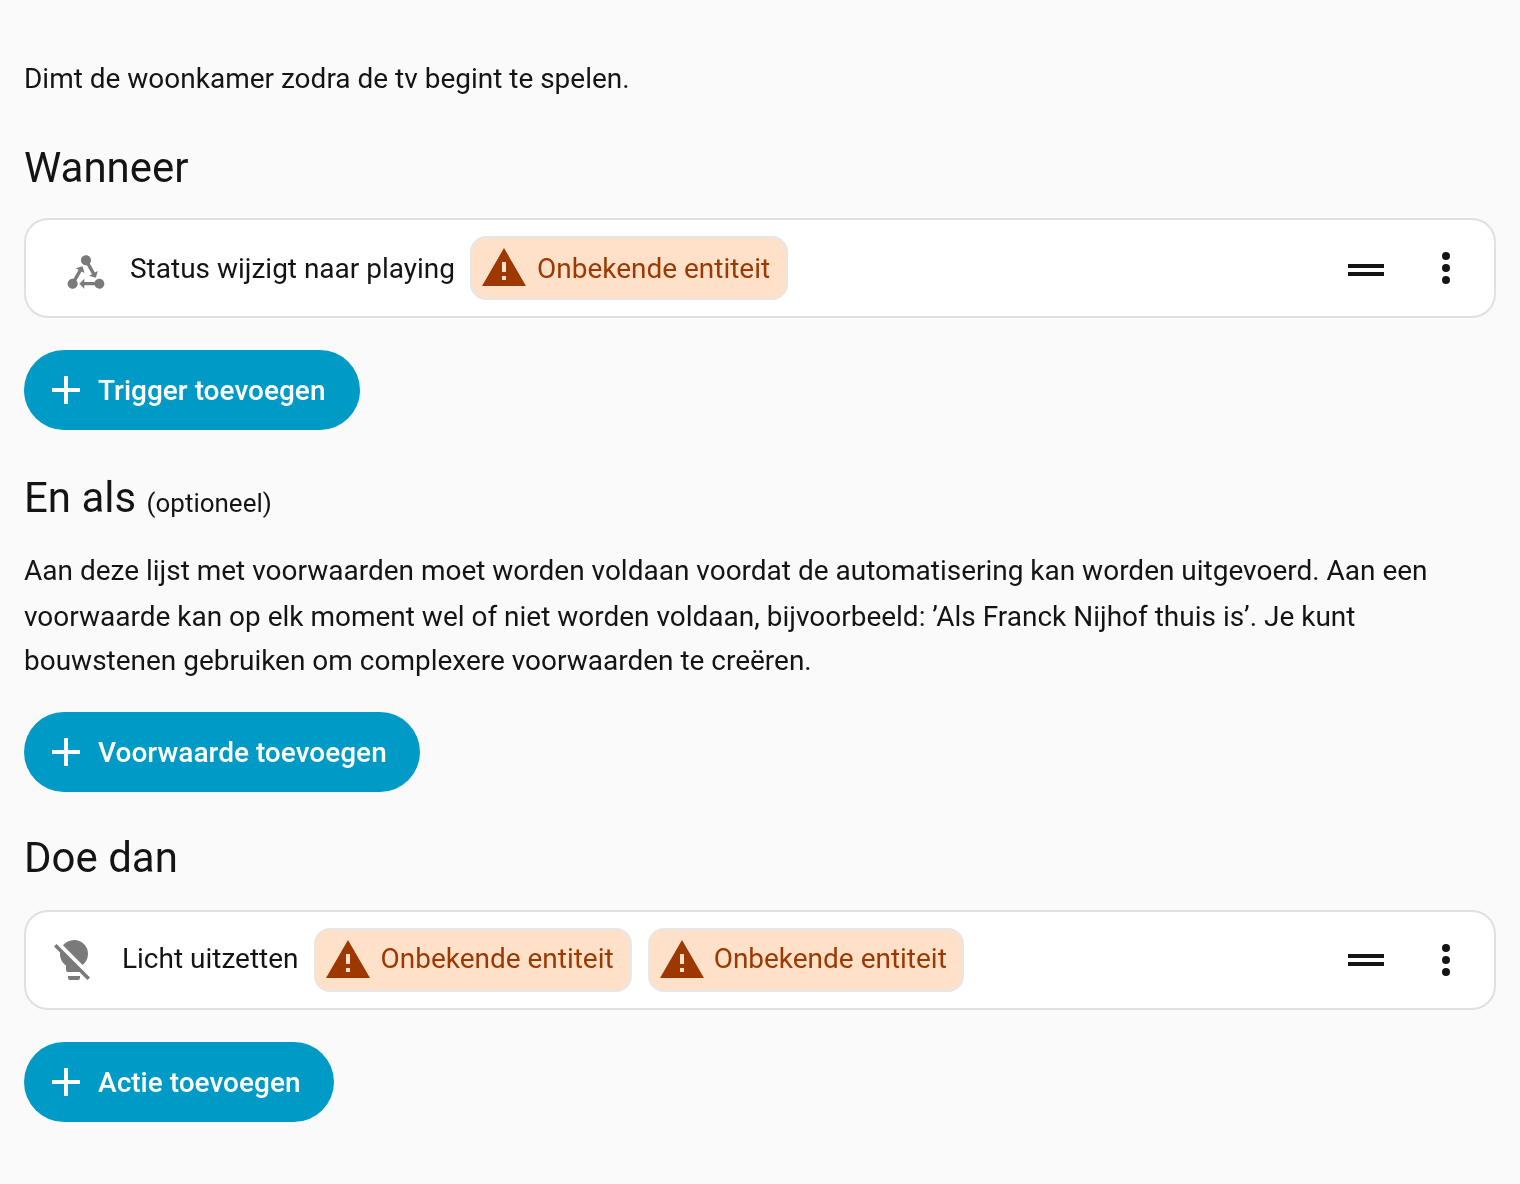 Dimt de woonkamer zodra de tv begint te spelen.
Wanneer
Status wijzigt naar playing Onbekende entiteit
Trigger toevoegen
En als (optioneel)
Aan deze lijst met voorwaarden moet worden voldaan voordat de automatisering kan worden uitgevoerd. Aan een
voorwaarde kan op elk moment wel of niet worden voldaan, bijvoorbeeld: ’Als Franck Nijhof thuis is’. Je kunt
bouwstenen gebruiken om complexere voorwaarden te creëren.
Voorwaarde toevoegen
Doe dan
Licht uitzetten Onbekende entiteit Onbekende entiteit
Actie toevoegen